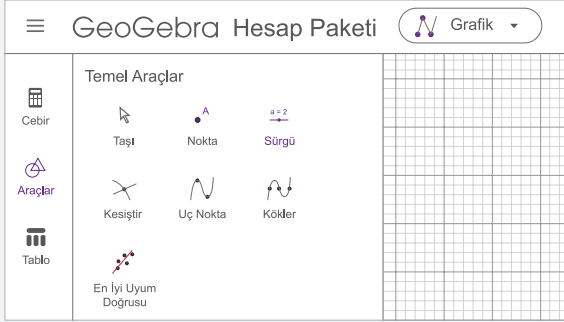 GeoGebra Hesap Paketi
Grafik
Cebir
Araçlar
Tablo
Temel Araçlar
Taşı
A
Nokta
a = 2
Sürgü
Kesiştir
Uç Nokta
Kökler
En İyi Uyum
Doğrusu